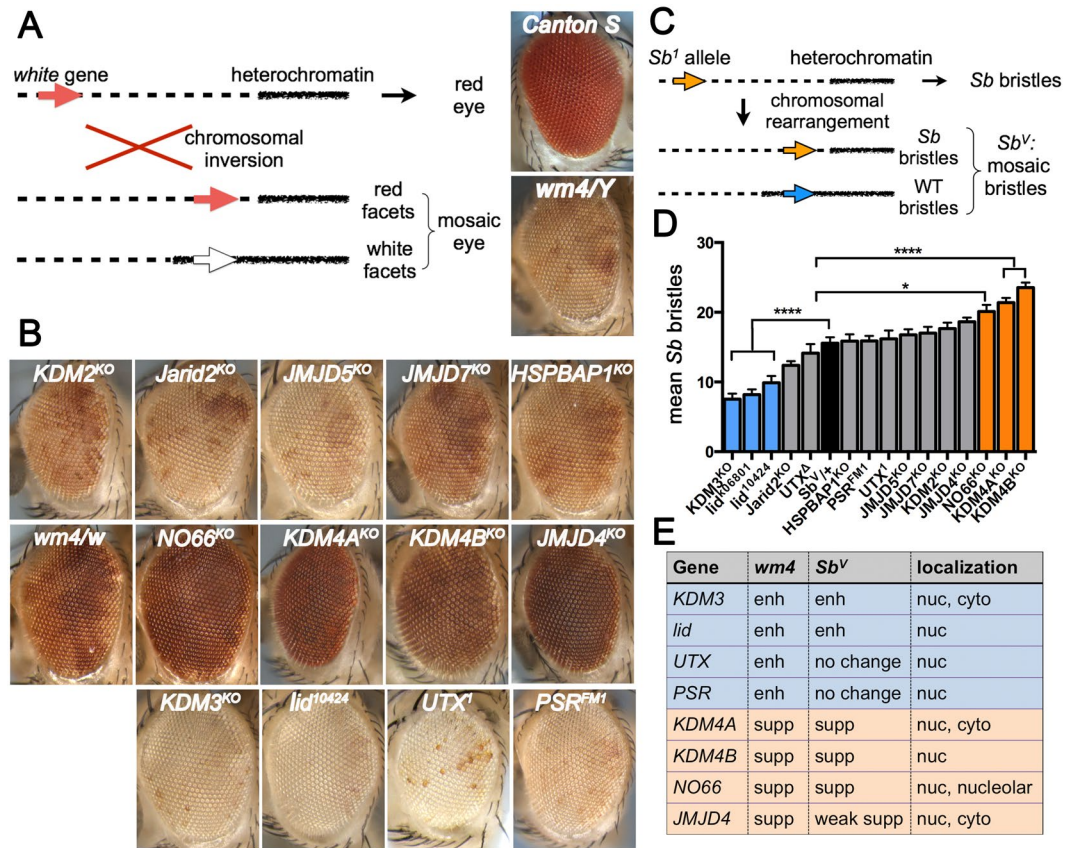 A
white gene
heterochromatin
red
eye
chromosomal
inversion
red
facets
white
facets
mosaic
eye
Canton S
wm4/Y
B
KDM2KO
Jarid2KO
JMJD5KO
JMJD7KO
HSPBAP1KO
wm4/w
NO66KO
KDM4AKO
KDM4BKO
JMJD4KO
KDM3KO
lid10424
UTX1
PSRFM1
C
Sb1 allele
heterochromatin
Sb bristles
chromosomal
rearrangement
Sb
bristles
WT
bristles
SbV:
mosaic
bristles
D
mean Sb bristles
30
20
10
0
****
*
****
KDM3KO
lidk06801
lid10424
Jarid2KO
UTXΔ
SbV/+
HSPBAP1KO
PSRFM1
UTX1
JMJD5KO
JMJD7KO
KDM2KO
JMJD4KO
NO66KO
KDM4AKO
KDM4BKO
E
Gene wm4 SbV localization
KDM3 enh enh nuc, cyto
lid enh enh nuc
UTX enh no change nuc
PSR enh no change nuc
KDM4A supp supp nuc, cyto
KDM4B supp supp nuc
NO66 supp supp nuc, nucleolar
JMJD4 supp weak supp nuc, cyto